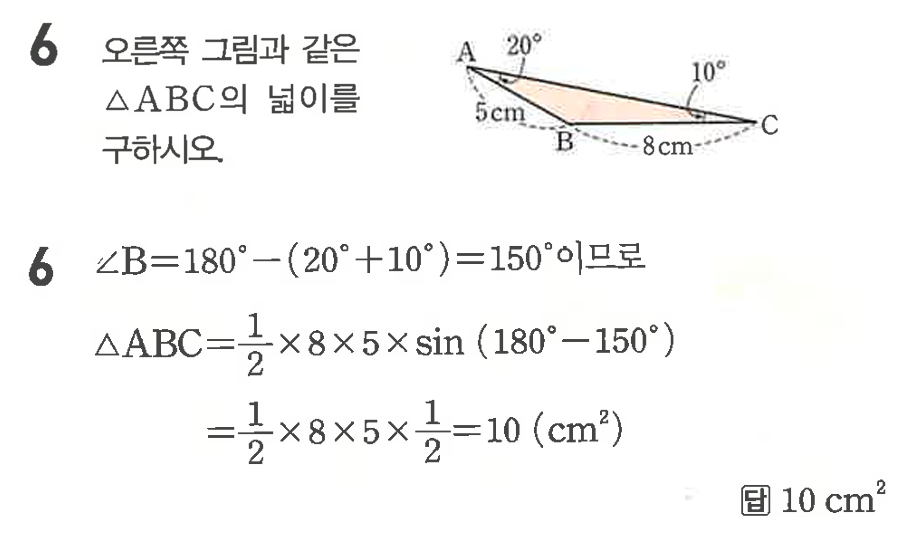 6 오른쪽 그림과 같은
△ABC의 넓이를
구하시오.
A 20°
10°
5cm
B
C
8cm
6 ∠B=180°-(20°+10°)=150°이므로
△ABC=1/2×8×5×sin (180°-150°)
=1/2×8×5×1/2=10 (cm²)
답 10 cm²